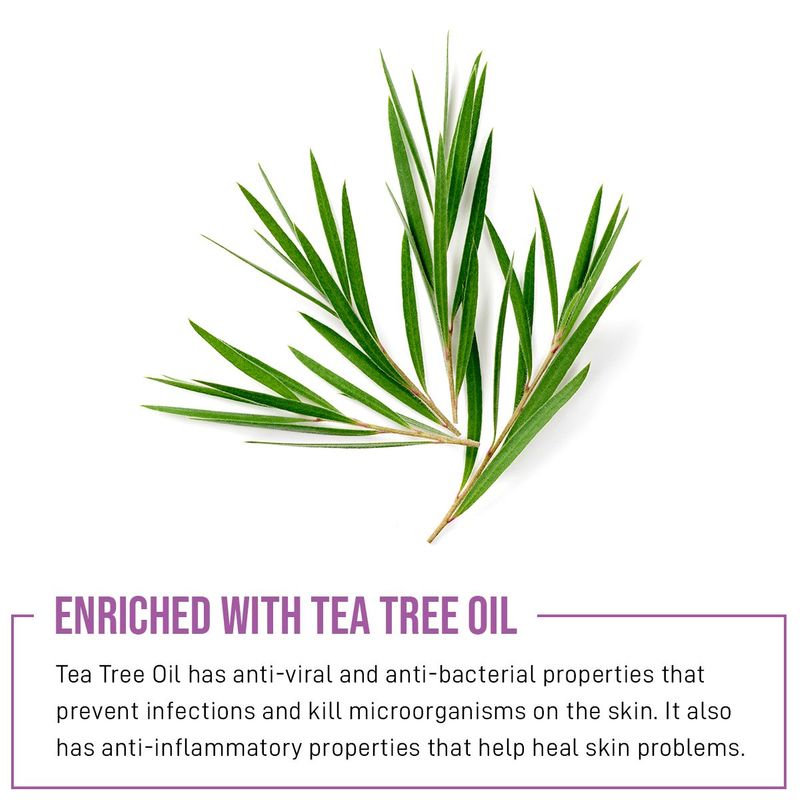 ENRICHED WITH TEA TREE OIL
Tea Tree Oil has anti-viral and anti-bacterial properties that
prevent infections and kill microorganisms on the skin. It also
has anti-inflammatory properties that help heal skin problems.